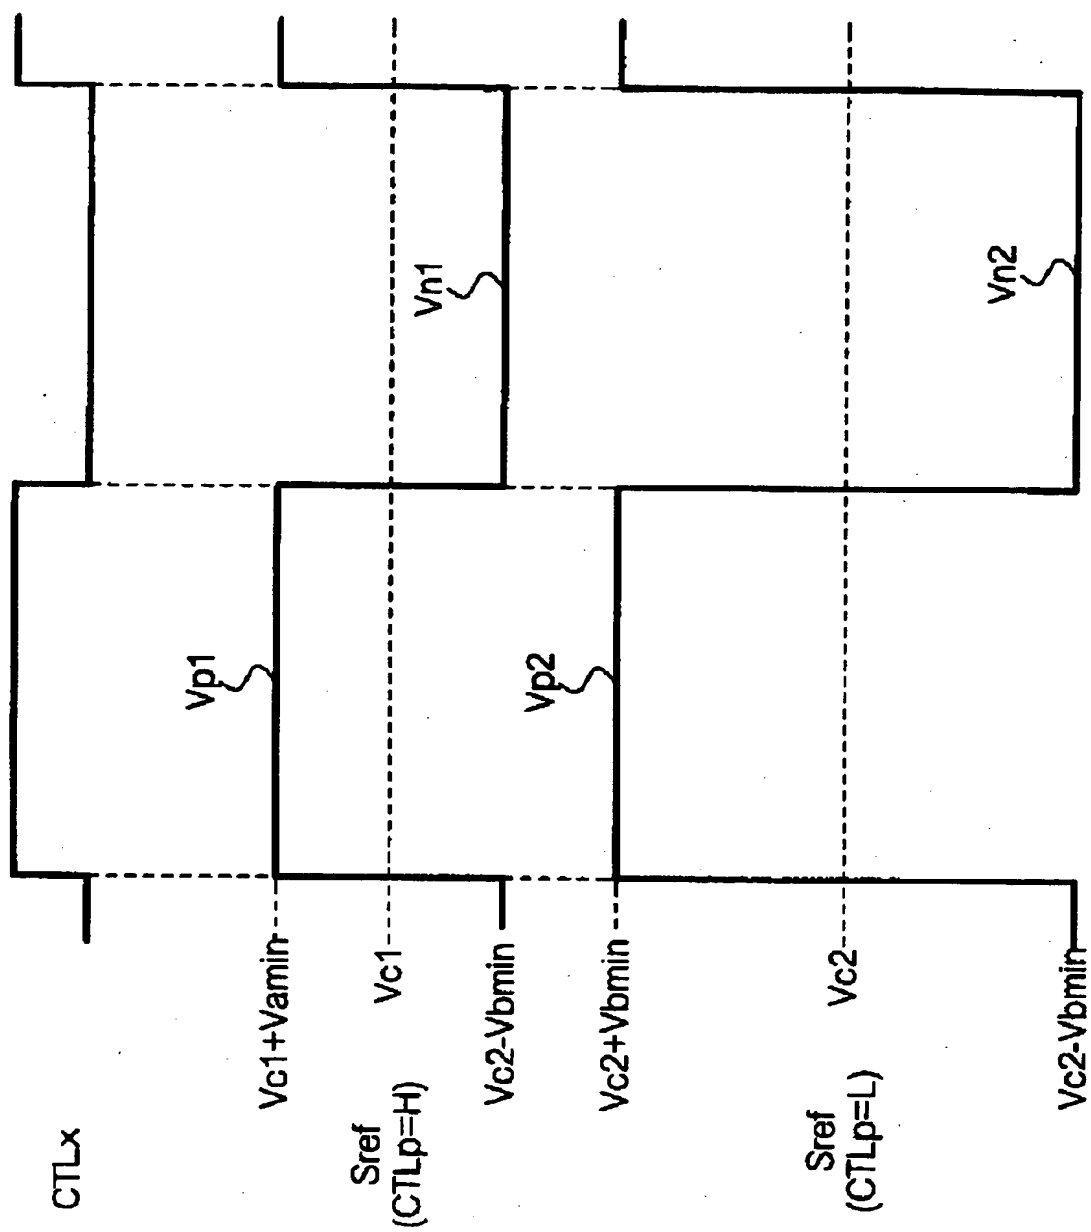 CTLx
Vc1+Vamin
Vp1
Vn1
Sref
(CTLp=H)
Vc1
Vc2-Vbmin
Vc2+Vbmin
Vp2
Vn2
Sref
(CTLp=L)
Vc2
Vc2-Vbmin